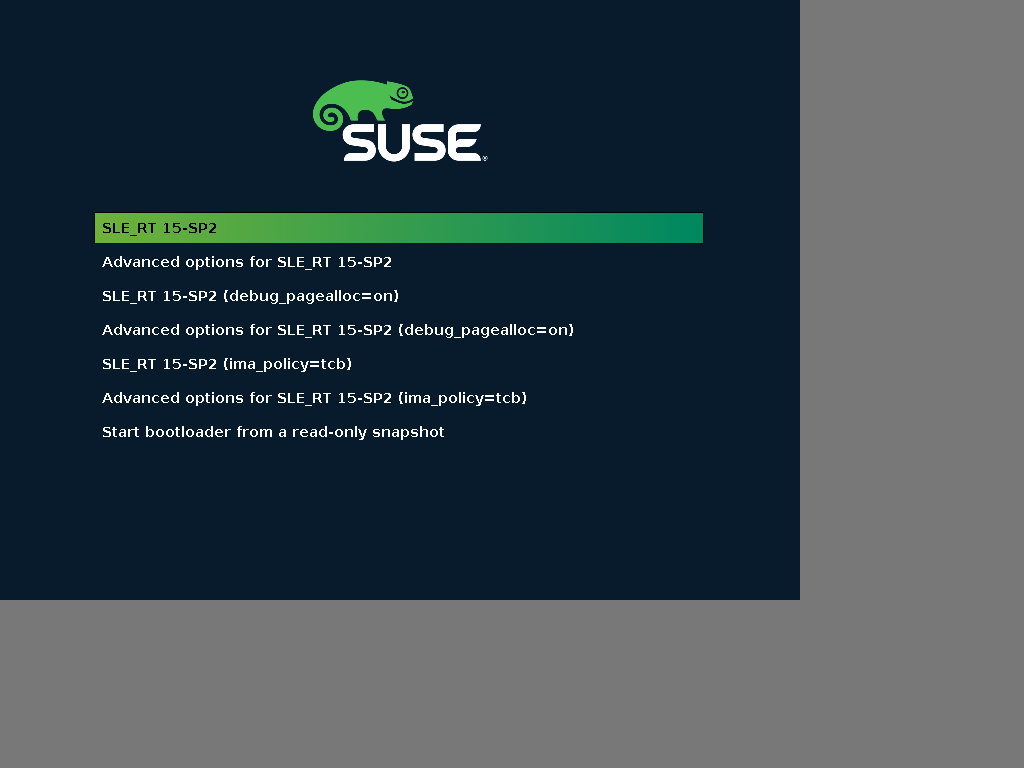 SUSE®
SLE_RT 15-SP2
Advanced options for SLE_RT 15-SP2
SLE_RT 15-SP2 (debug_pagealloc=on)
Advanced options for SLE_RT 15-SP2 (debug_pagealloc=on)
SLE_RT 15-SP2 (ima_policy=tcb)
Advanced options for SLE_RT 15-SP2 (ima_policy=tcb)
Start bootloader from a read-only snapshot